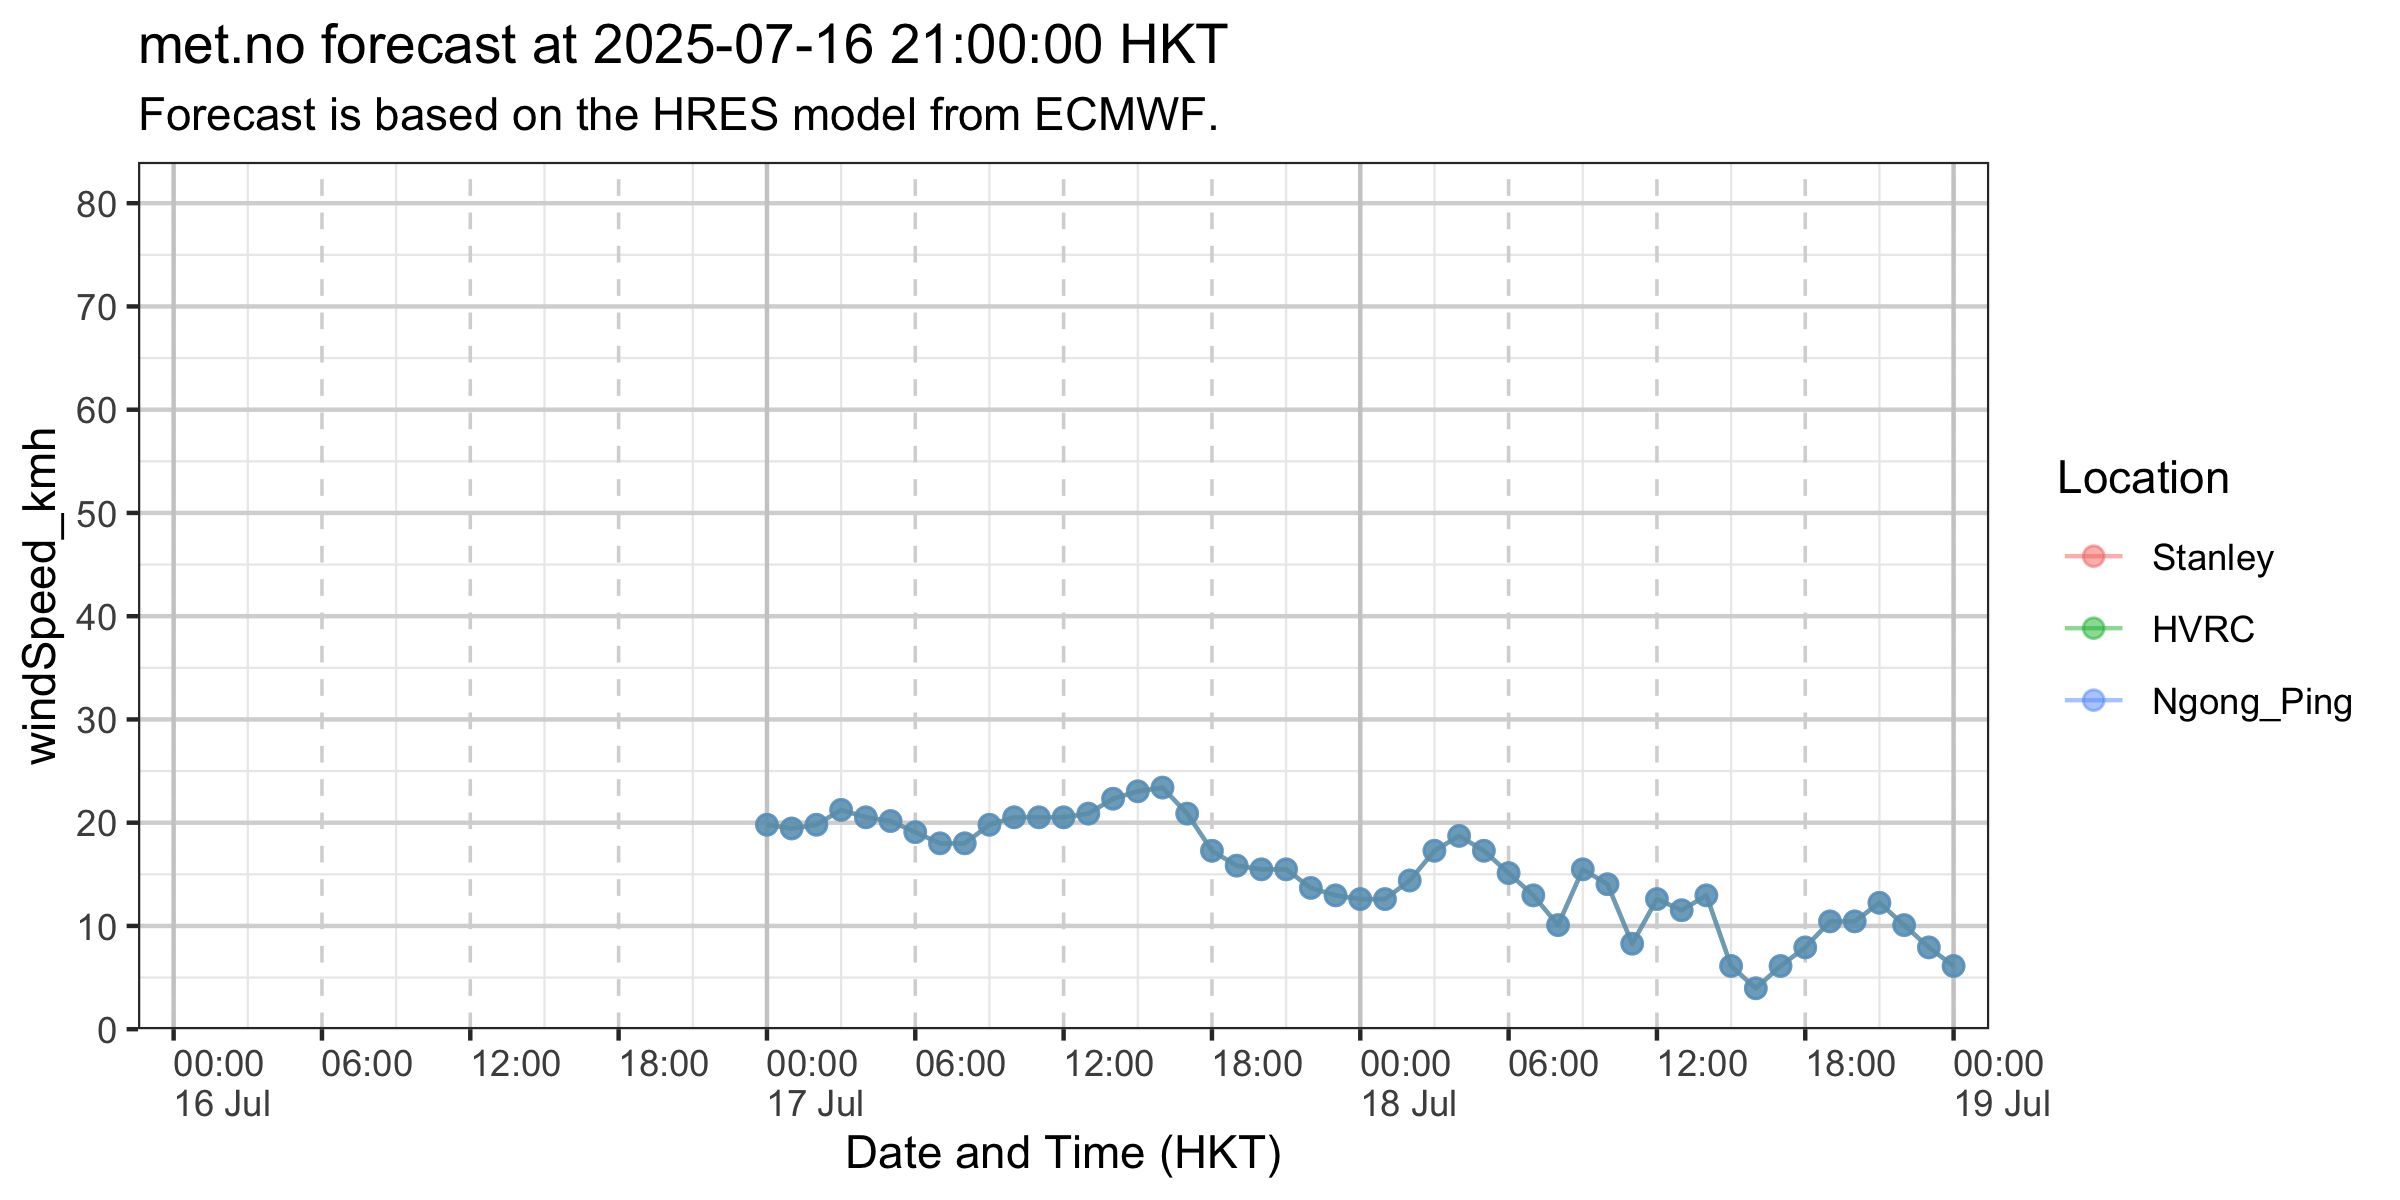 met.no forecast at 2025-07-16 21:00:00 HKT
Forecast is based on the HRES model from ECMWF.
windSpeed_kmh
80
70
60
50
40
30
20
10
0
00:00 06:00 12:00 18:00 00:00 06:00 12:00 18:00 00:00 06:00 12:00 18:00 00:00
16 Jul 17 Jul 18 Jul 19 Jul
Date and Time (HKT)
Location
Stanley
HVRC
Ngong_Ping